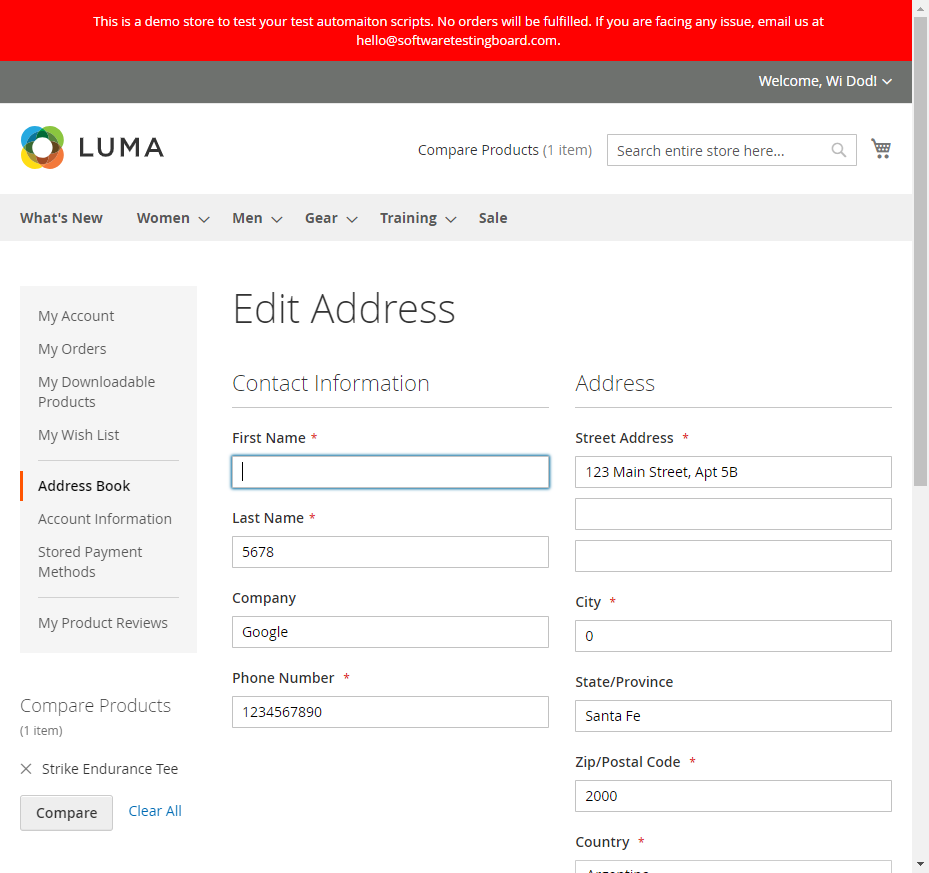 This is a demo store to test your test automaiton scripts. No orders will be fulfilled. If you are facing any issue, email us at
hello@softwaretestingboard.com.
Welcome, Wi Dod!
LUMA
Compare Products (1 item)
Search entire store here...
What's New
Women
Men
Gear
Training
Sale
My Account
My Orders
My Downloadable
Products
My Wish List
Address Book
Account Information
Stored Payment
Methods
My Product Reviews
Compare Products
(1 item)
Strike Endurance Tee
Compare
Clear All
Edit Address
Contact Information
First Name *
Last Name *
5678
Company
Google
Phone Number *
1234567890
Address
Street Address *
123 Main Street, Apt 5B
City *
0
State/Province
Santa Fe
Zip/Postal Code *
2000
Country *
Argentina